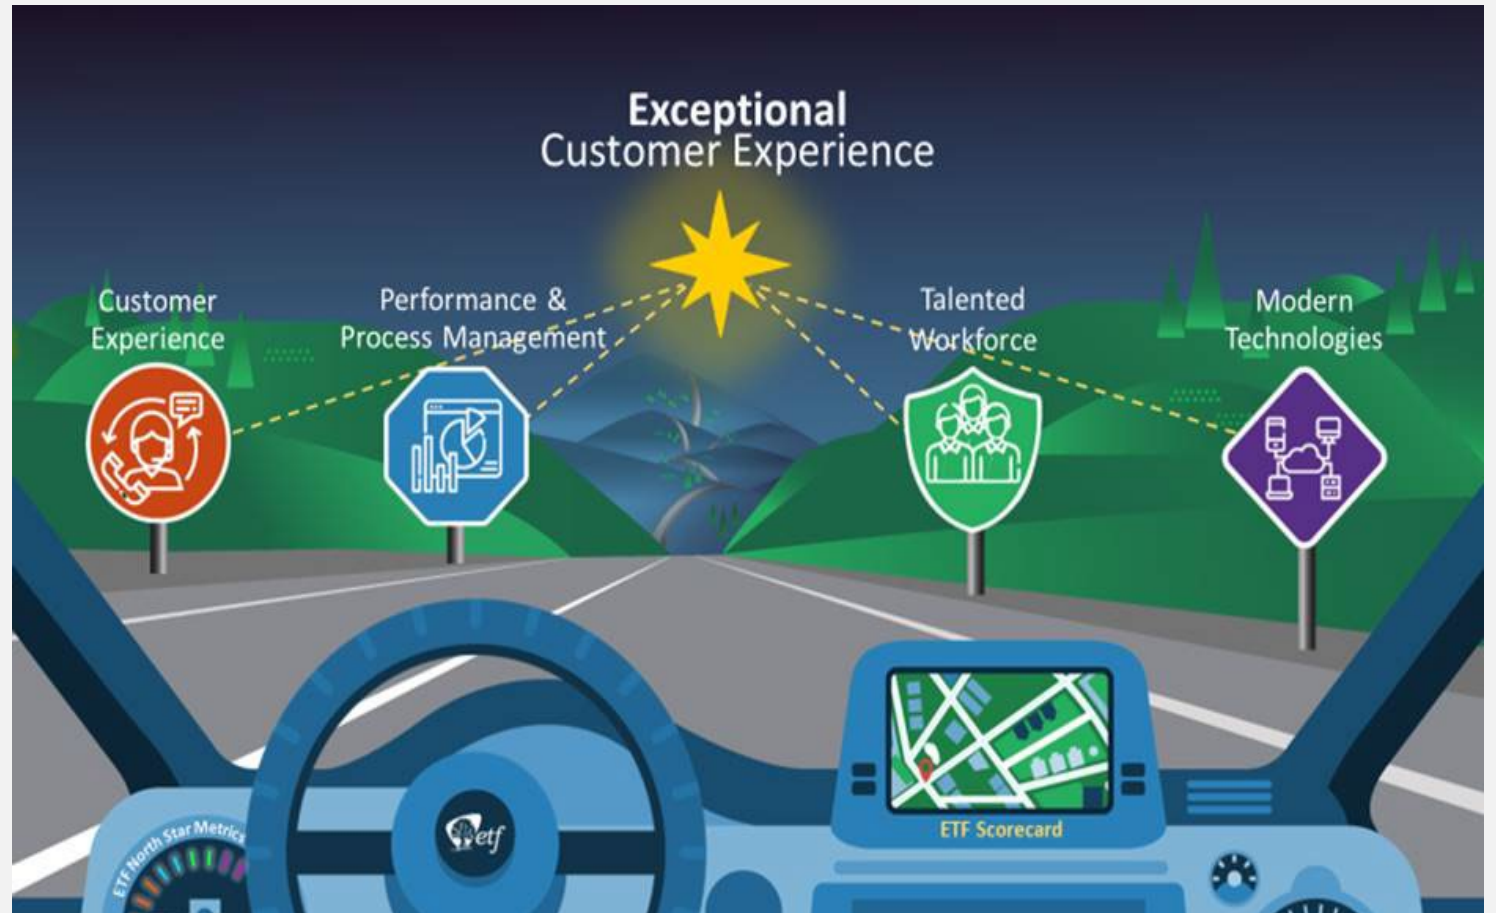 Exceptional
Customer Experience
Customer
Experience
Performance &
Process Management
Talented
Workforce
Modern
Technologies
ETF North Star Metrics
etf
ETF Scorecard